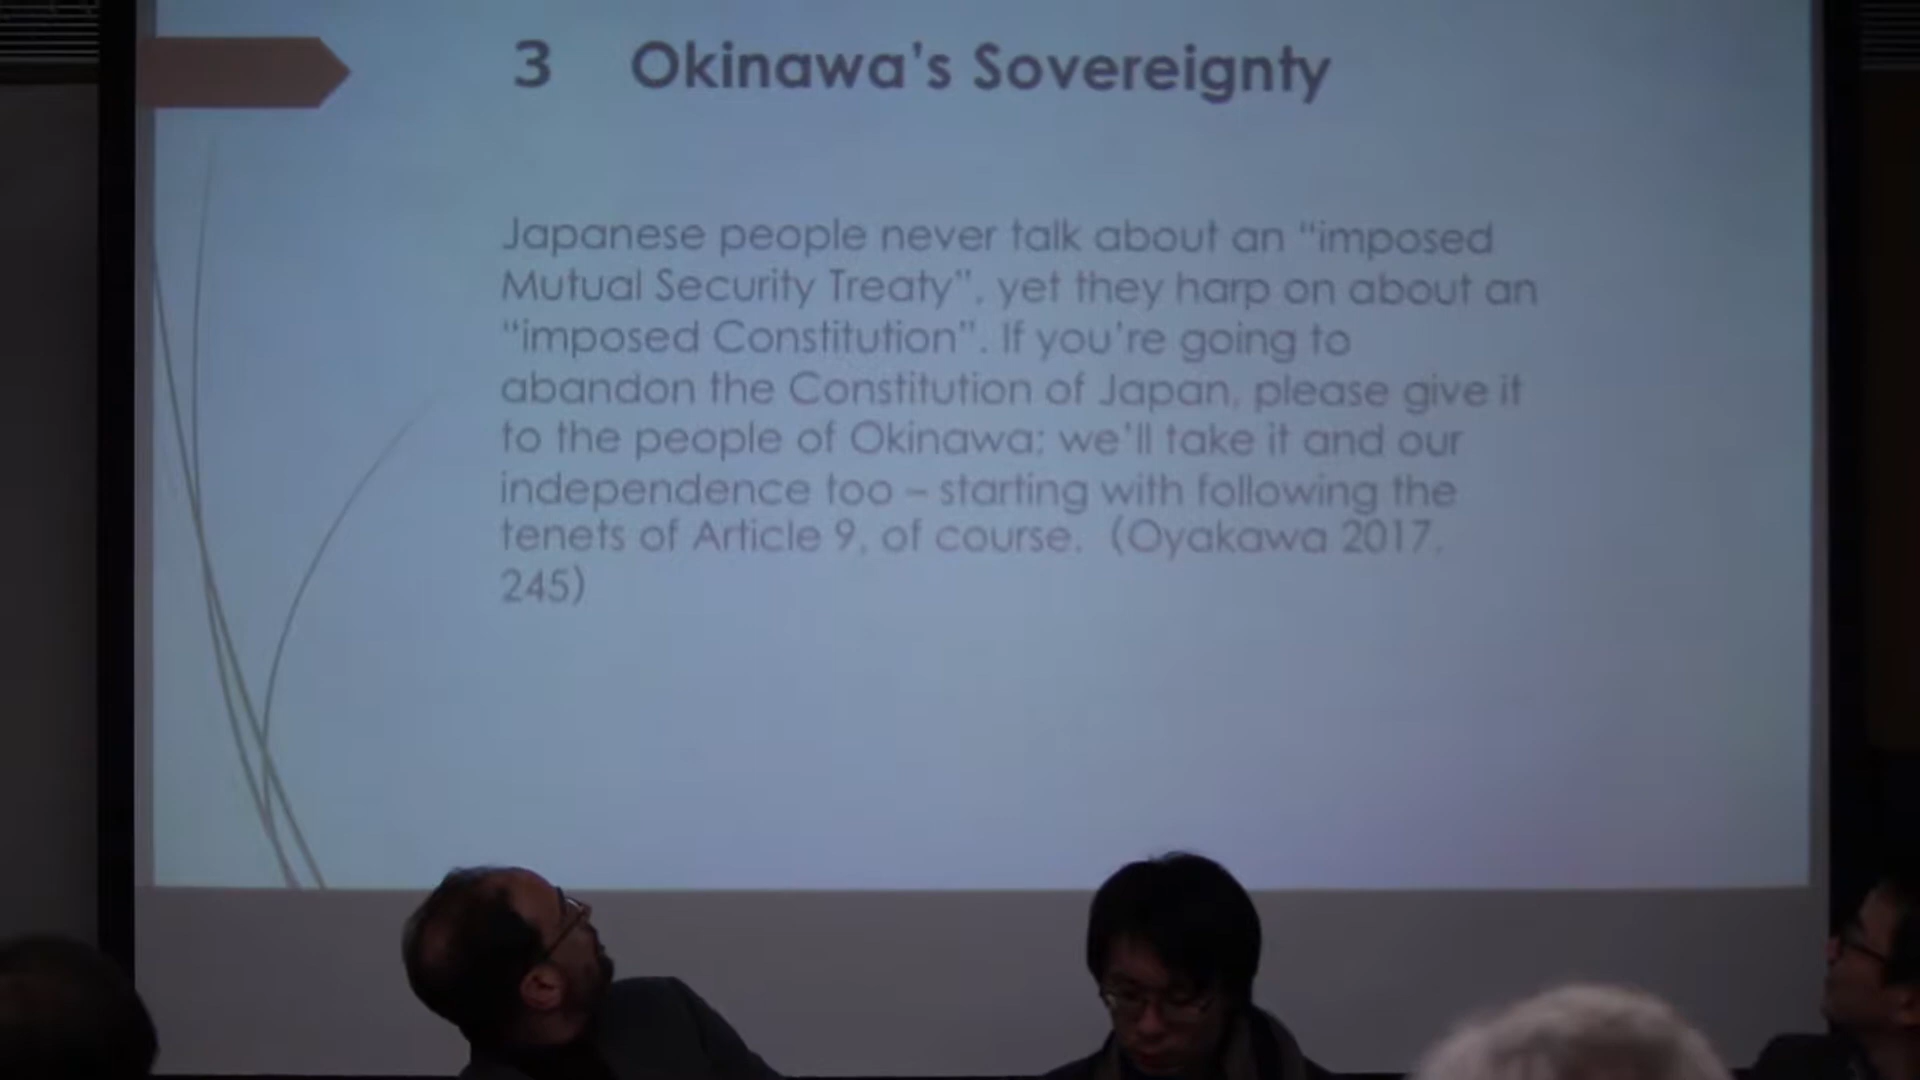 3 Okinawa's Sovereignty
Japanese people never talk about an "imposed
Mutual Security Treaty", yet they harp on about an
"imposed Constitution". If you're going to
abandon the Constitution of Japan, please give it
to the people of Okinawa: we'll take it and our
independence too – starting with following the
tenets of Article 9, of course. (Oyakawa 2017,
245)